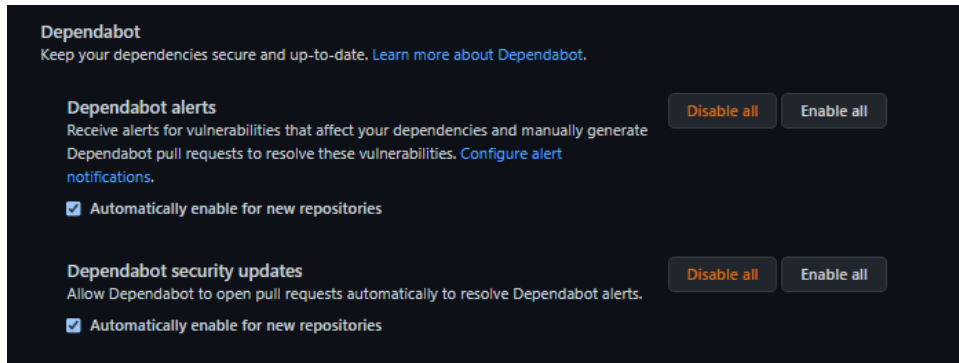 Dependabot
Keep your dependencies secure and up-to-date. Learn more about Dependabot.
Dependabot alerts
Disable all
Enable all
Receive alerts for vulnerabilities that affect your dependencies and manually generate
Dependabot pull requests to resolve these vulnerabilities. Configure alert
notifications.
Automatically enable for new repositories
Dependabot security updates
Disable all
Enable all
Allow Dependabot to open pull requests automatically to resolve Dependabot alerts.
Automatically enable for new repositories